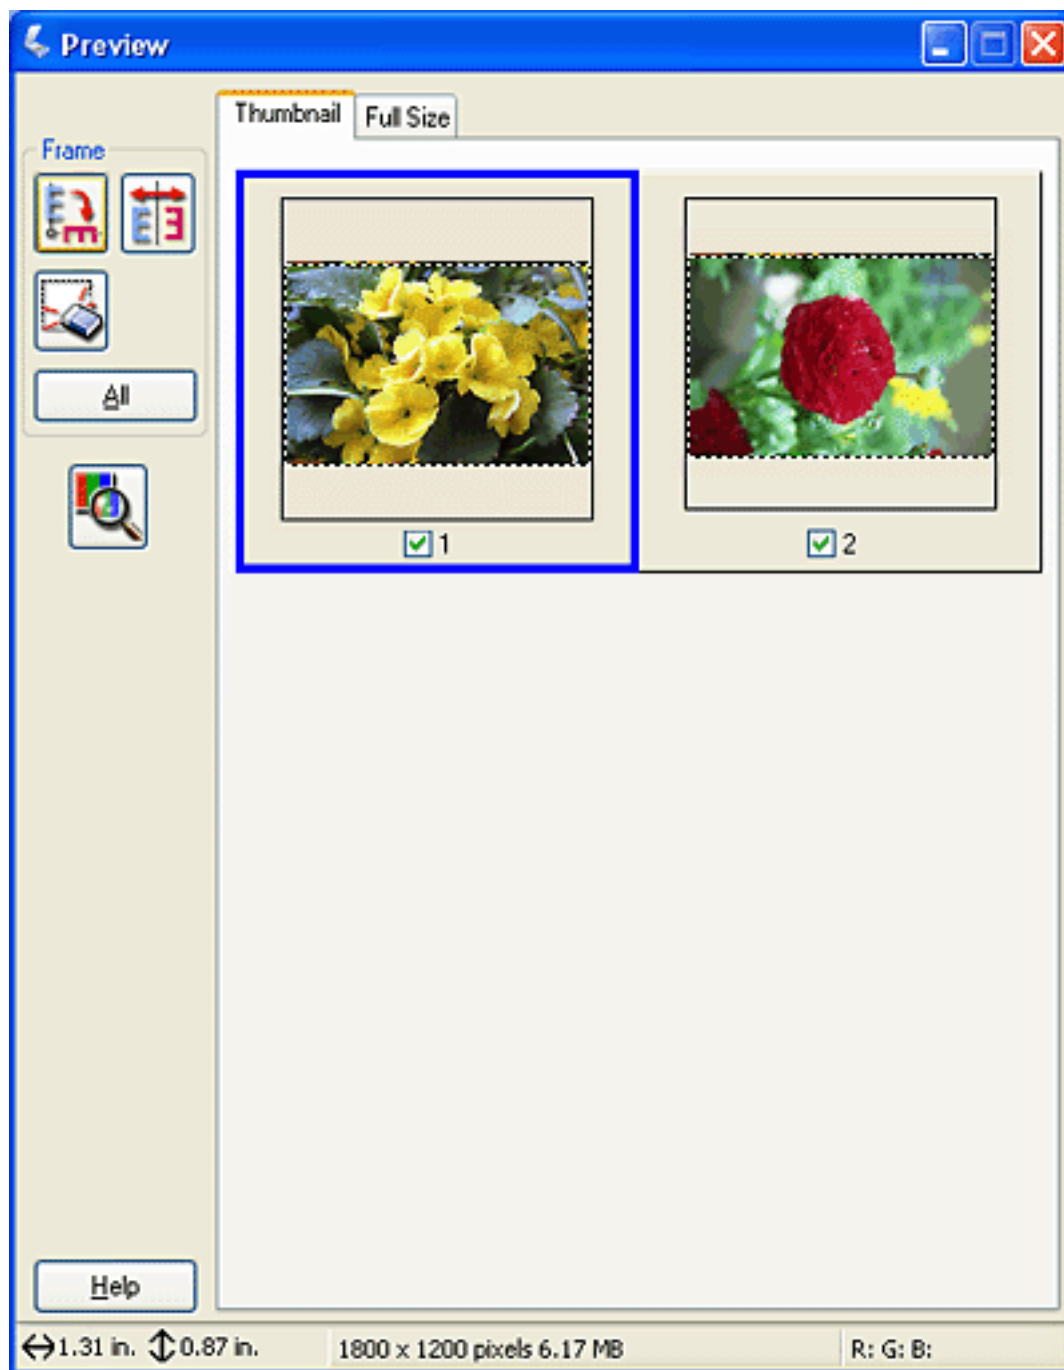 Preview
Thumbnail
Full Size
Frame
All
1
2
Help
1.31 in. 0.87 in.
1800 x 1200 pixels 6.17 MB
R: G: B: